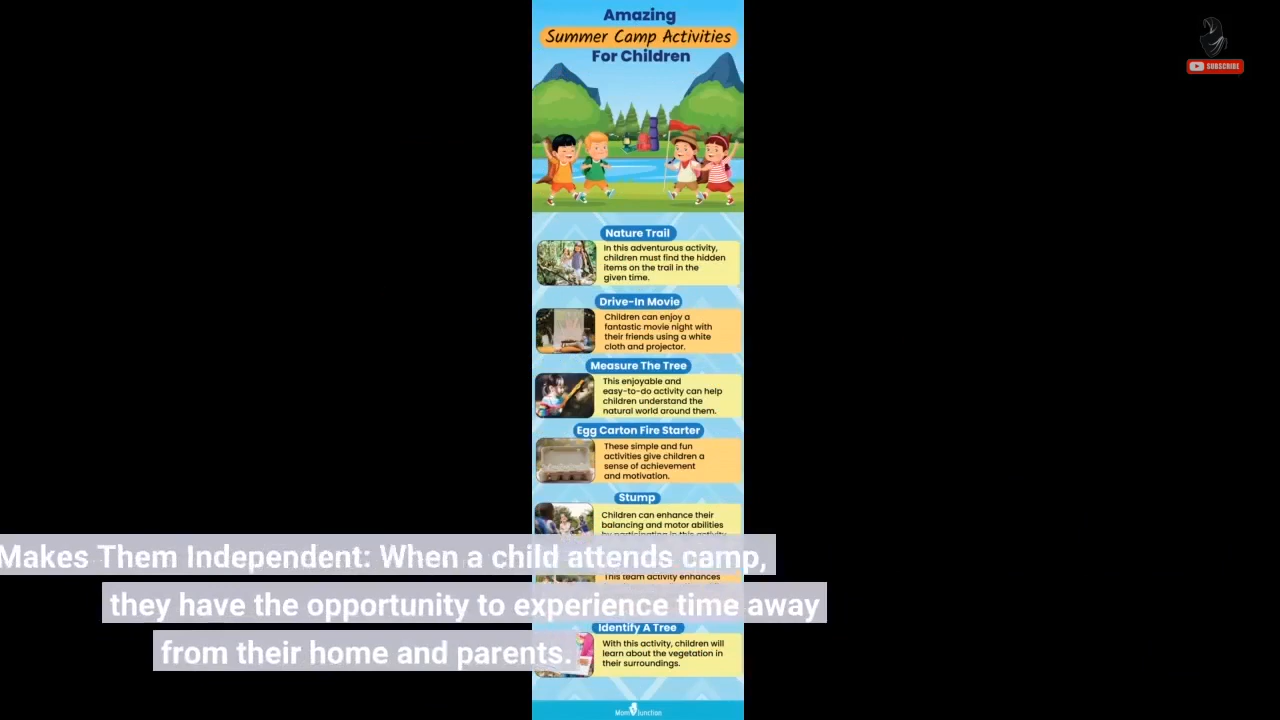 Amazing
Summer Camp Activities
For Children
SUBSCRIBE
Nature Trail
In this adventurous activity,
children must find the hidden
items on the trail in the
given time.
Drive-In Movie
Children can enjoy a
fantastic movie night with
their friends using a white
cloth and projector.
Measure The Tree
This enjoyable and
easy-to-do activity can help
children understand the
natural world around them.
Egg Carton Fire Starter
These simple and fun
activities give children a
sense of achievement
and motivation.
Stump
Children can enhance their
balancing and motor abilities
by participating in this activity
Makes Them Independent: When a child attends camp,
This team activity enhances
they have the opportunity to experience time away
Identify A Tree
from their home and parents.
With this activity, children will
learn about the vegetation in
their surroundings.
MomJunction